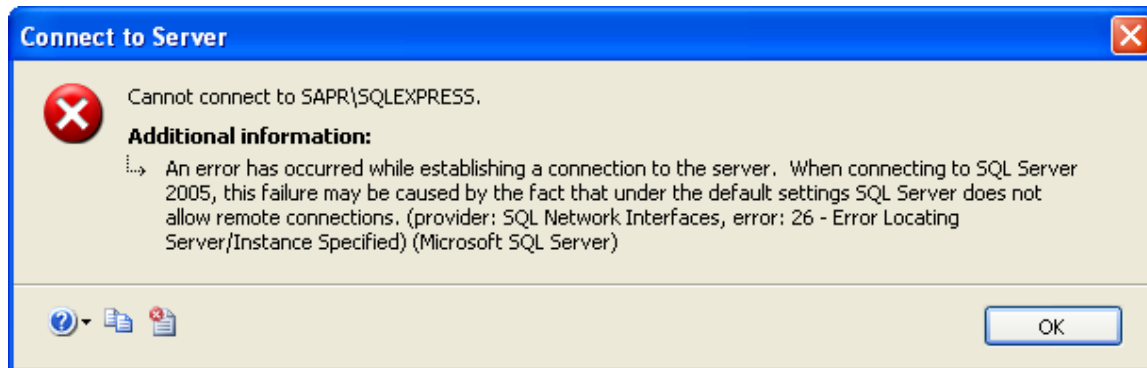 Connect to Server
Cannot connect to SAPR\SQLEXPRESS.
Additional information:
An error has occurred while establishing a connection to the server.  When connecting to SQL Server
2005, this failure may be caused by the fact that under the default settings SQL Server does not
allow remote connections. (provider: SQL Network Interfaces, error: 26 - Error Locating
Server/Instance Specified) (Microsoft SQL Server)
OK